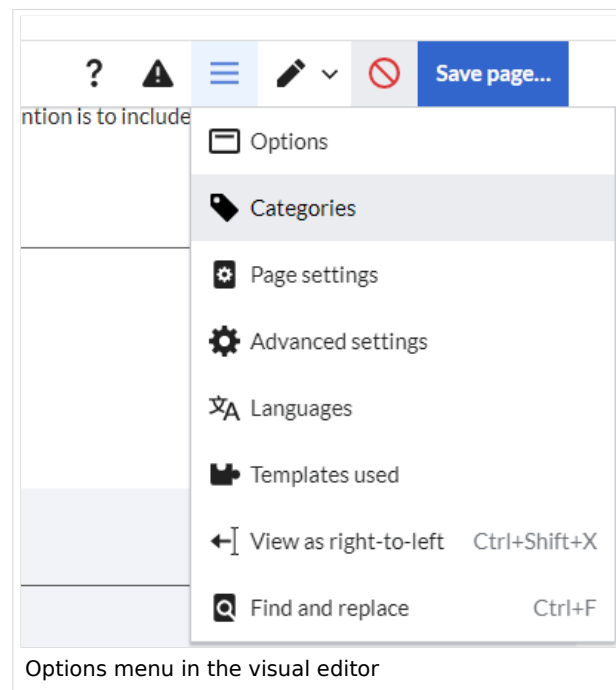 ? Save page...
ntion is to include
Options
Categories
Page settings
Advanced settings
Languages
Templates used
View as right-to-left Ctrl+Shift+X
Find and replace Ctrl+F
Options menu in the visual editor